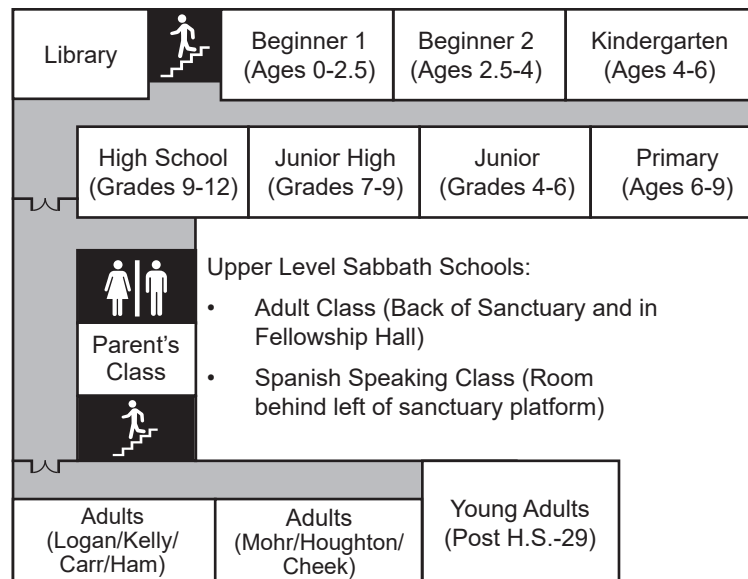 Library
Beginner 1
(Ages 0-2.5)
Beginner 2
(Ages 2.5-4)
Kindergarten
(Ages 4-6)
High School
(Grades 9-12)
Junior High
(Grades 7-9)
Junior
(Grades 4-6)
Primary
(Ages 6-9)
Upper Level Sabbath Schools:
• Adult Class (Back of Sanctuary and in
Fellowship Hall)
• Spanish Speaking Class (Room
behind left of sanctuary platform)
Parent's
Class
Adults
(Logan/Kelly/
Carr/Ham)
Adults
(Mohr/Houghton/
Cheek)
Young Adults
(Post H.S.-29)